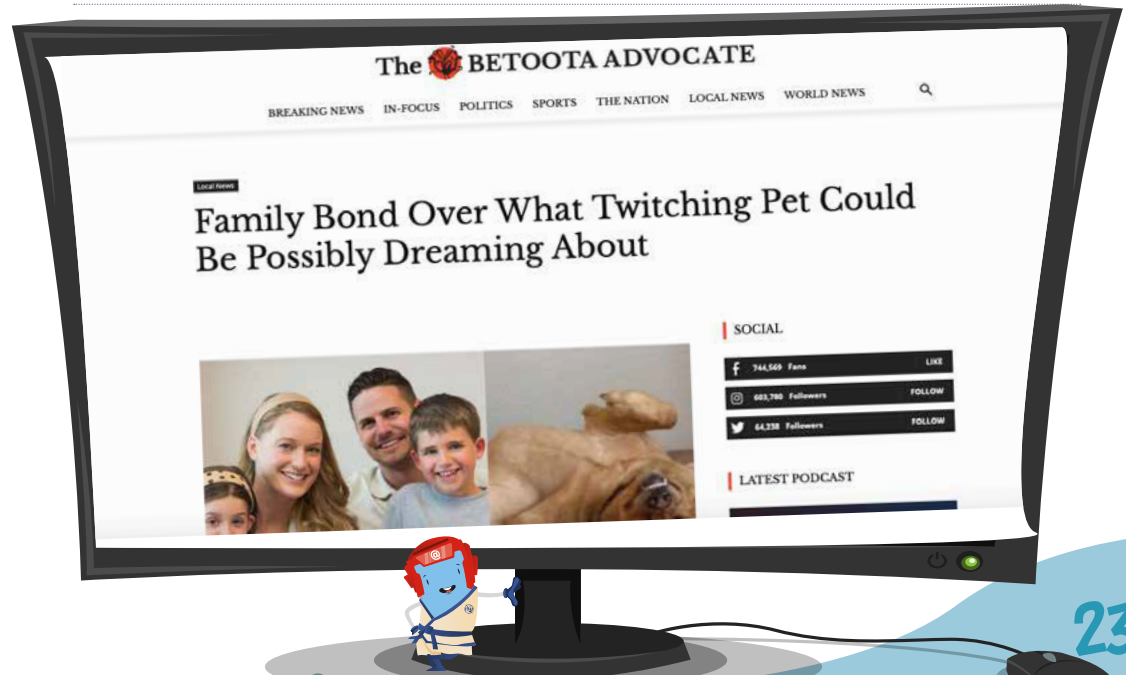 The BETOOTA ADVOCATE
BREAKING NEWS IN-FOCUS POLITICS SPORTS THE NATION LOCAL NEWS WORLD NEWS
Local News
Family Bond Over What Twitching Pet Could
Be Possibly Dreaming About
SOCIAL
744,569 Fans LIKE
603,780 Followers FOLLOW
64,238 Followers FOLLOW
LATEST PODCAST
@
23